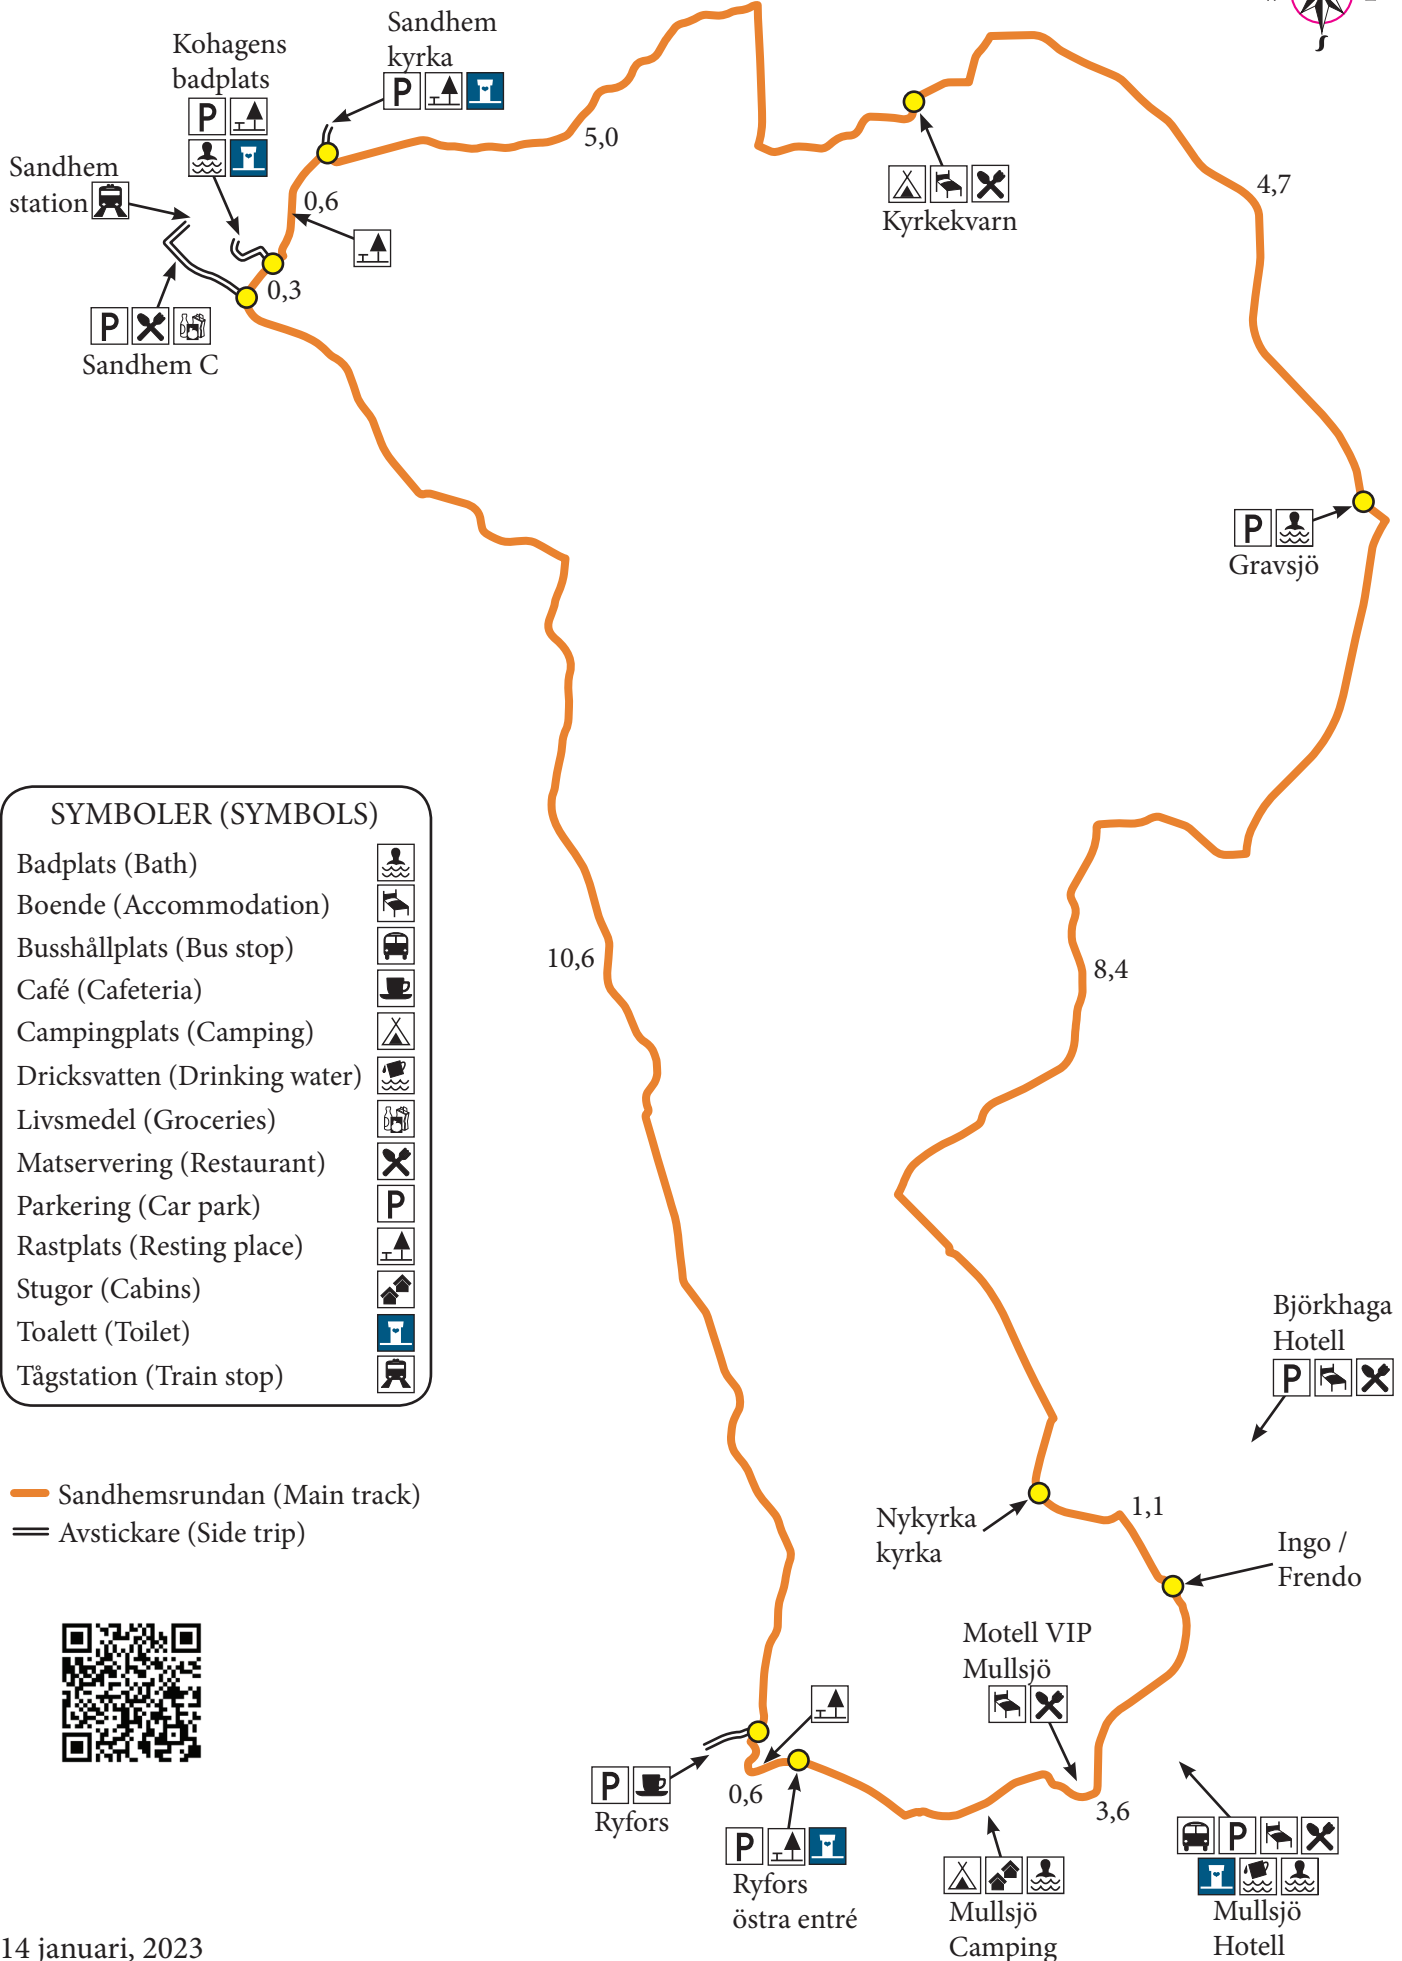 S
Sandhem
kyrka
P
Kohagens
badplats
P
Sandhem
station
5,0
0,6
0,3
P
Sandhem C
Kyrkekvarn
4,7
P
Gravsjö
SYMBOLER (SYMBOLS)
Badplats (Bath)
Boende (Accommodation)
Busshållplats (Bus stop)
Café (Cafeteria)
Campingplats (Camping)
Dricksvatten (Drinking water)
Livsmedel (Groceries)
Matservering (Restaurant)
Parkering (Car park)
P
Rastplats (Resting place)
Stugor (Cabins)
Toalett (Toilet)
Tågstation (Train stop)
10,6
8,4
Björkhaga
Hotell
P
Sandhemsrundan (Main track)
Avstickare (Side trip)
Nykyrka
kyrka
1,1
Ingo /
Frendo
Motell VIP
Mullsjö
P
Ryfors
0,6
P
Ryfors
östra entré
3,6
Mullsjö
Camping
P
Mullsjö
Hotell
14 januari, 2023